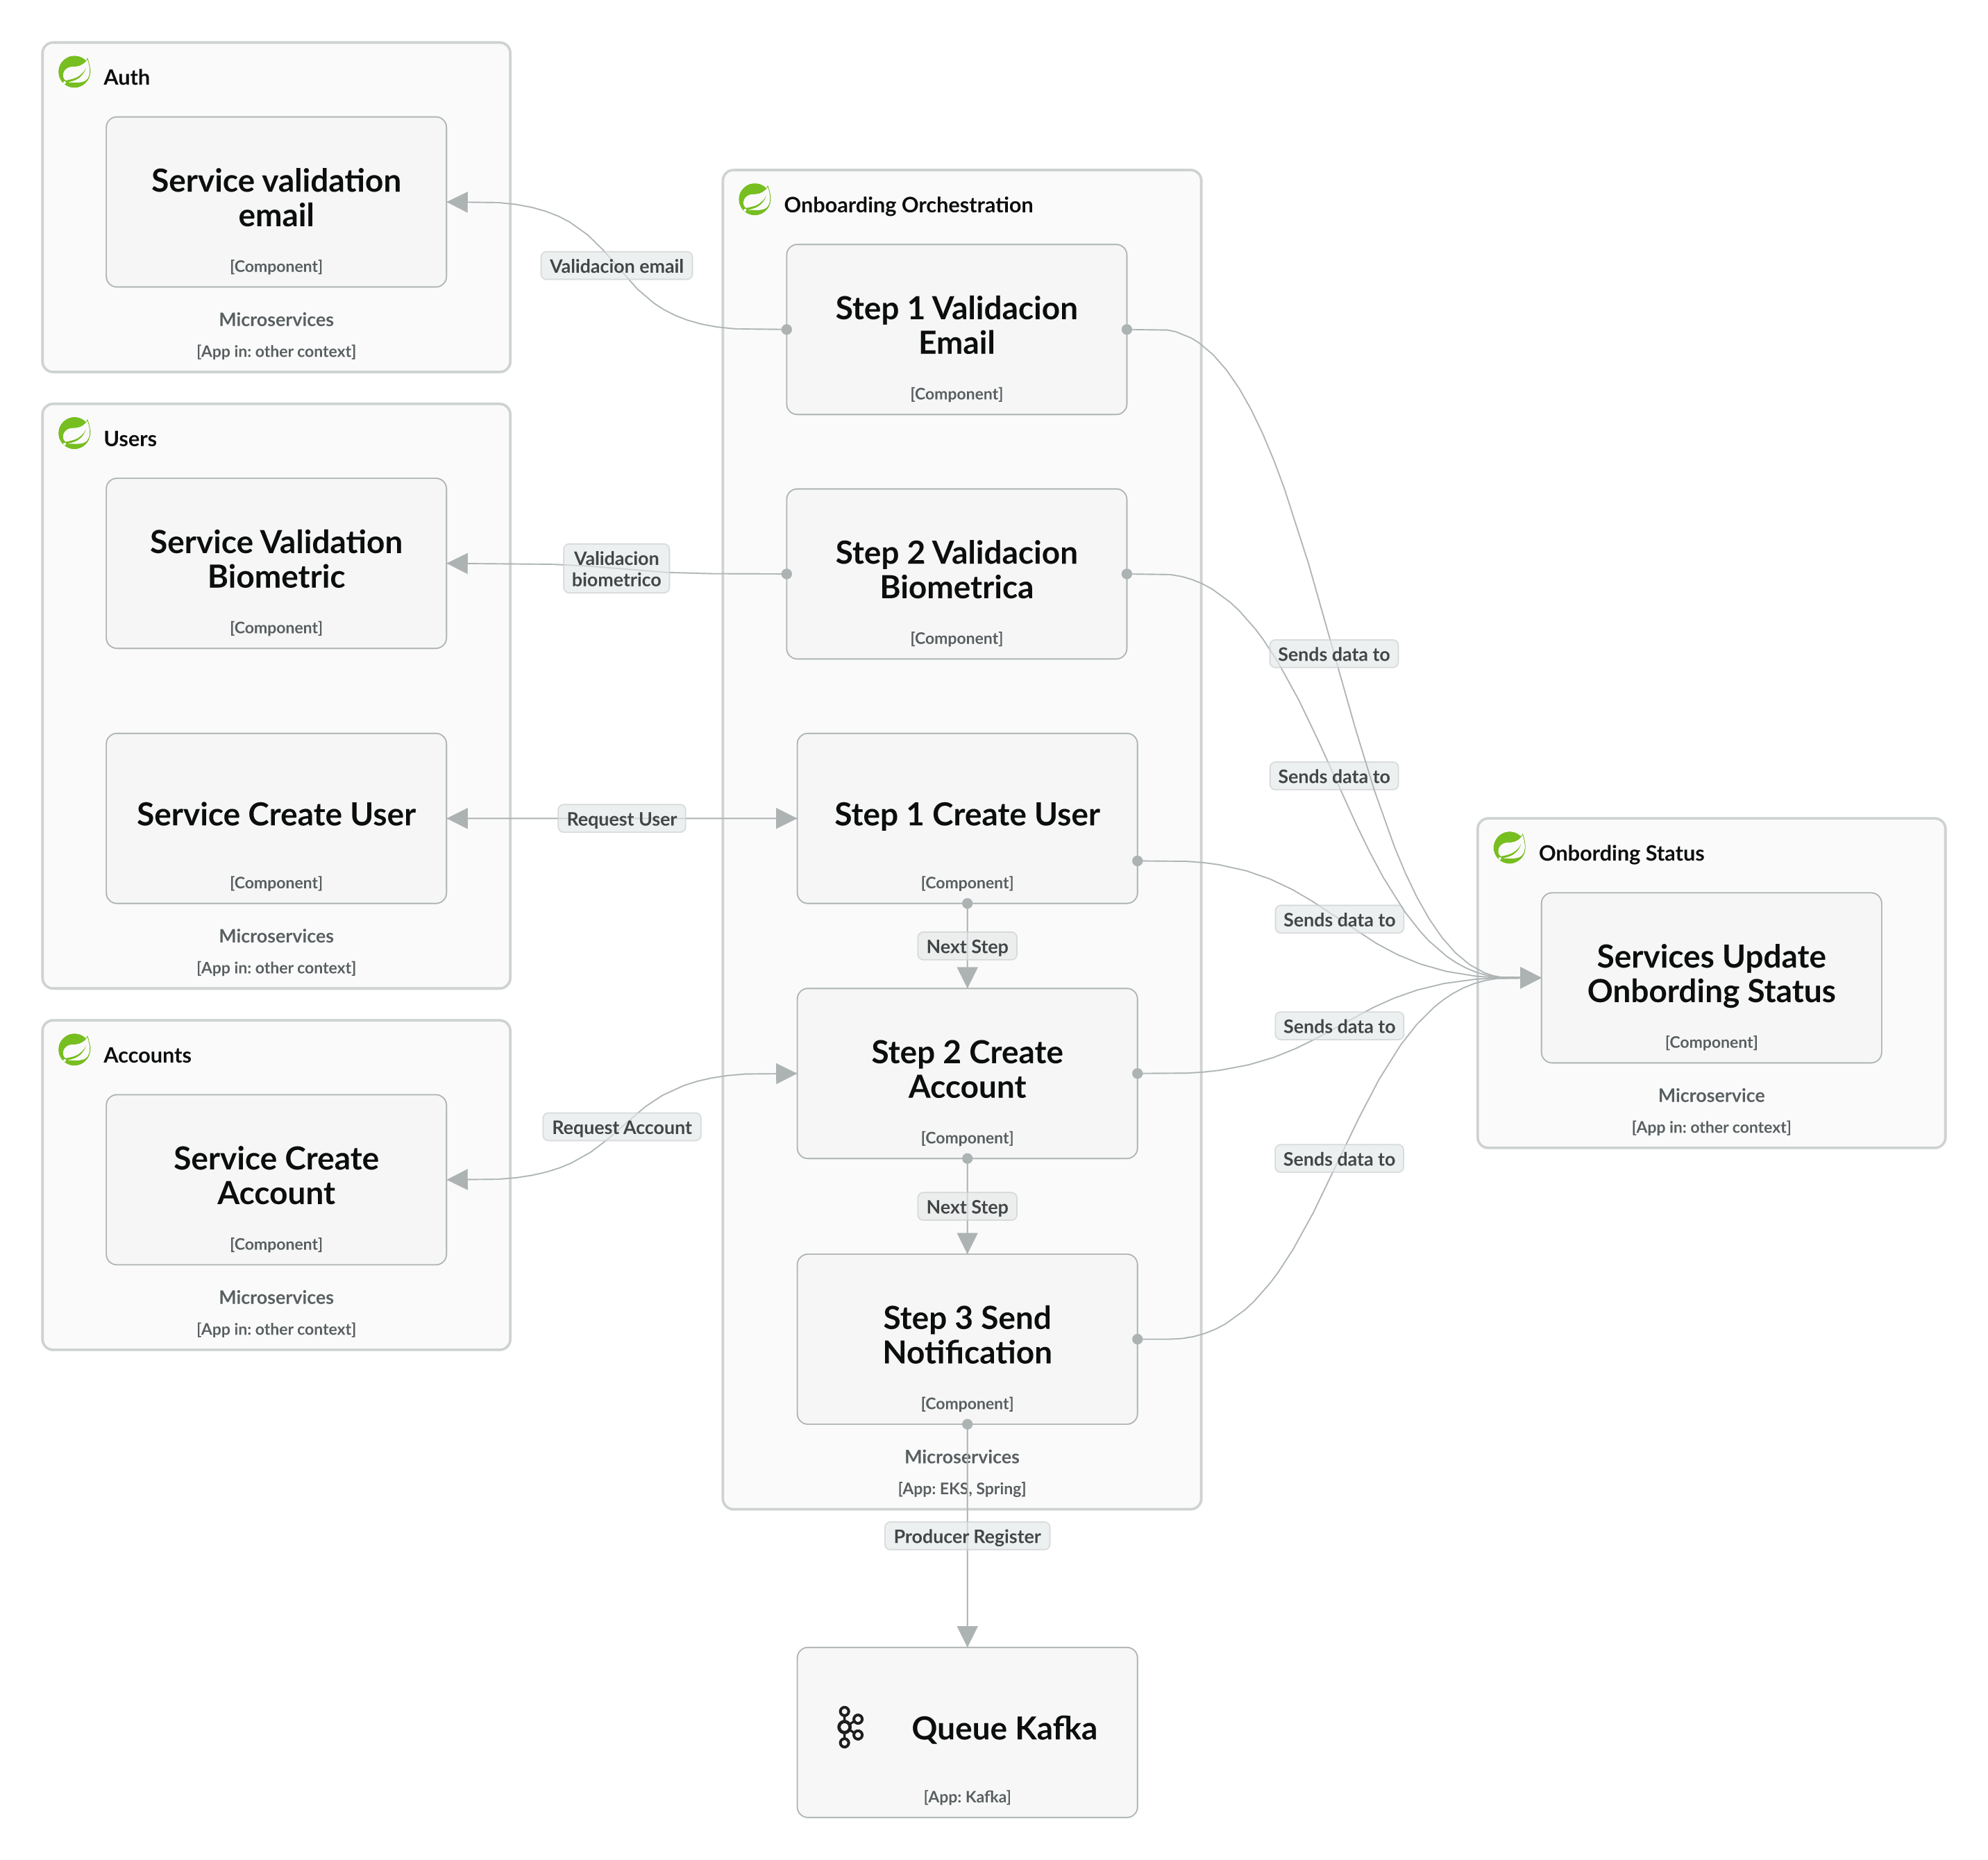 Auth
Service validation
email
[Component]
Microservices
[App in: other context]
Users
Service Validation
Biometric
[Component]
Service Create User
[Component]
Microservices
[App in: other context]
Accounts
Service Create
Account
[Component]
Microservices
[App in: other context]
Validacion email
Validacion
biometrico
Request User
Request Account
Onboarding Orchestration
Step 1 Validacion
Email
[Component]
Step 2 Validacion
Biometrica
[Component]
Step 1 Create User
[Component]
Next Step
Step 2 Create
Account
[Component]
Next Step
Step 3 Send
Notification
[Component]
Microservices
[App: EKS, Spring]
Producer Register
Queue Kafka
[App: Kafka]
Sends data to
Sends data to
Sends data to
Sends data to
Sends data to
Onbording Status
Services Update
Onbording Status
[Component]
Microservice
[App in: other context]